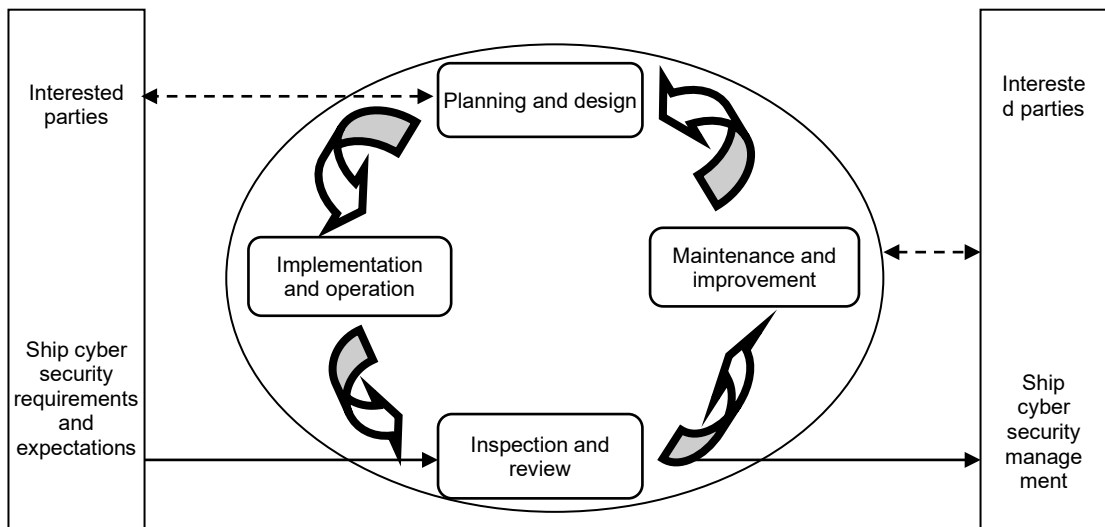 Interested
parties
Ship cyber
security
requirements
and
expectations
Planning and design
Implementation
and operation
Maintenance and
improvement
Inspection and
review
Intereste
d parties
Ship
cyber
security
manage
ment